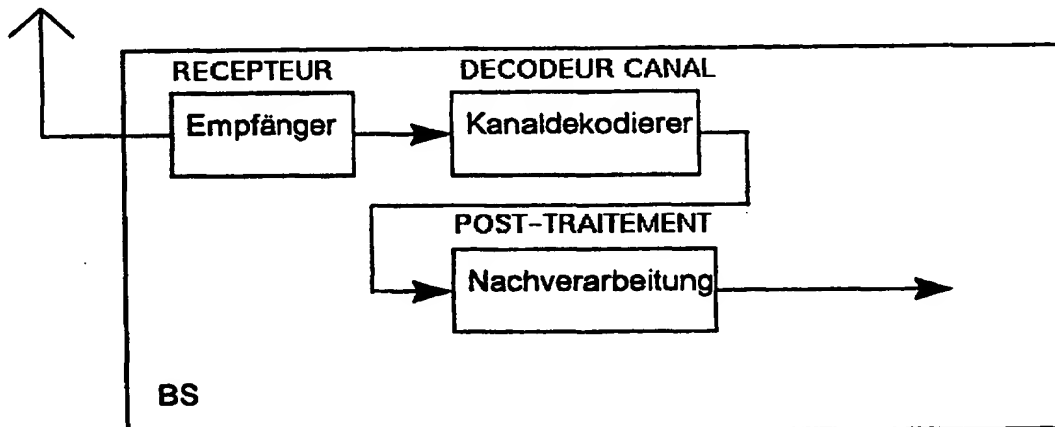 RECEPTEUR
DECODEUR CANAL
Empfänger
Kanaldekodierer
POST-TRAITEMENT
Nachverarbeitung
BS